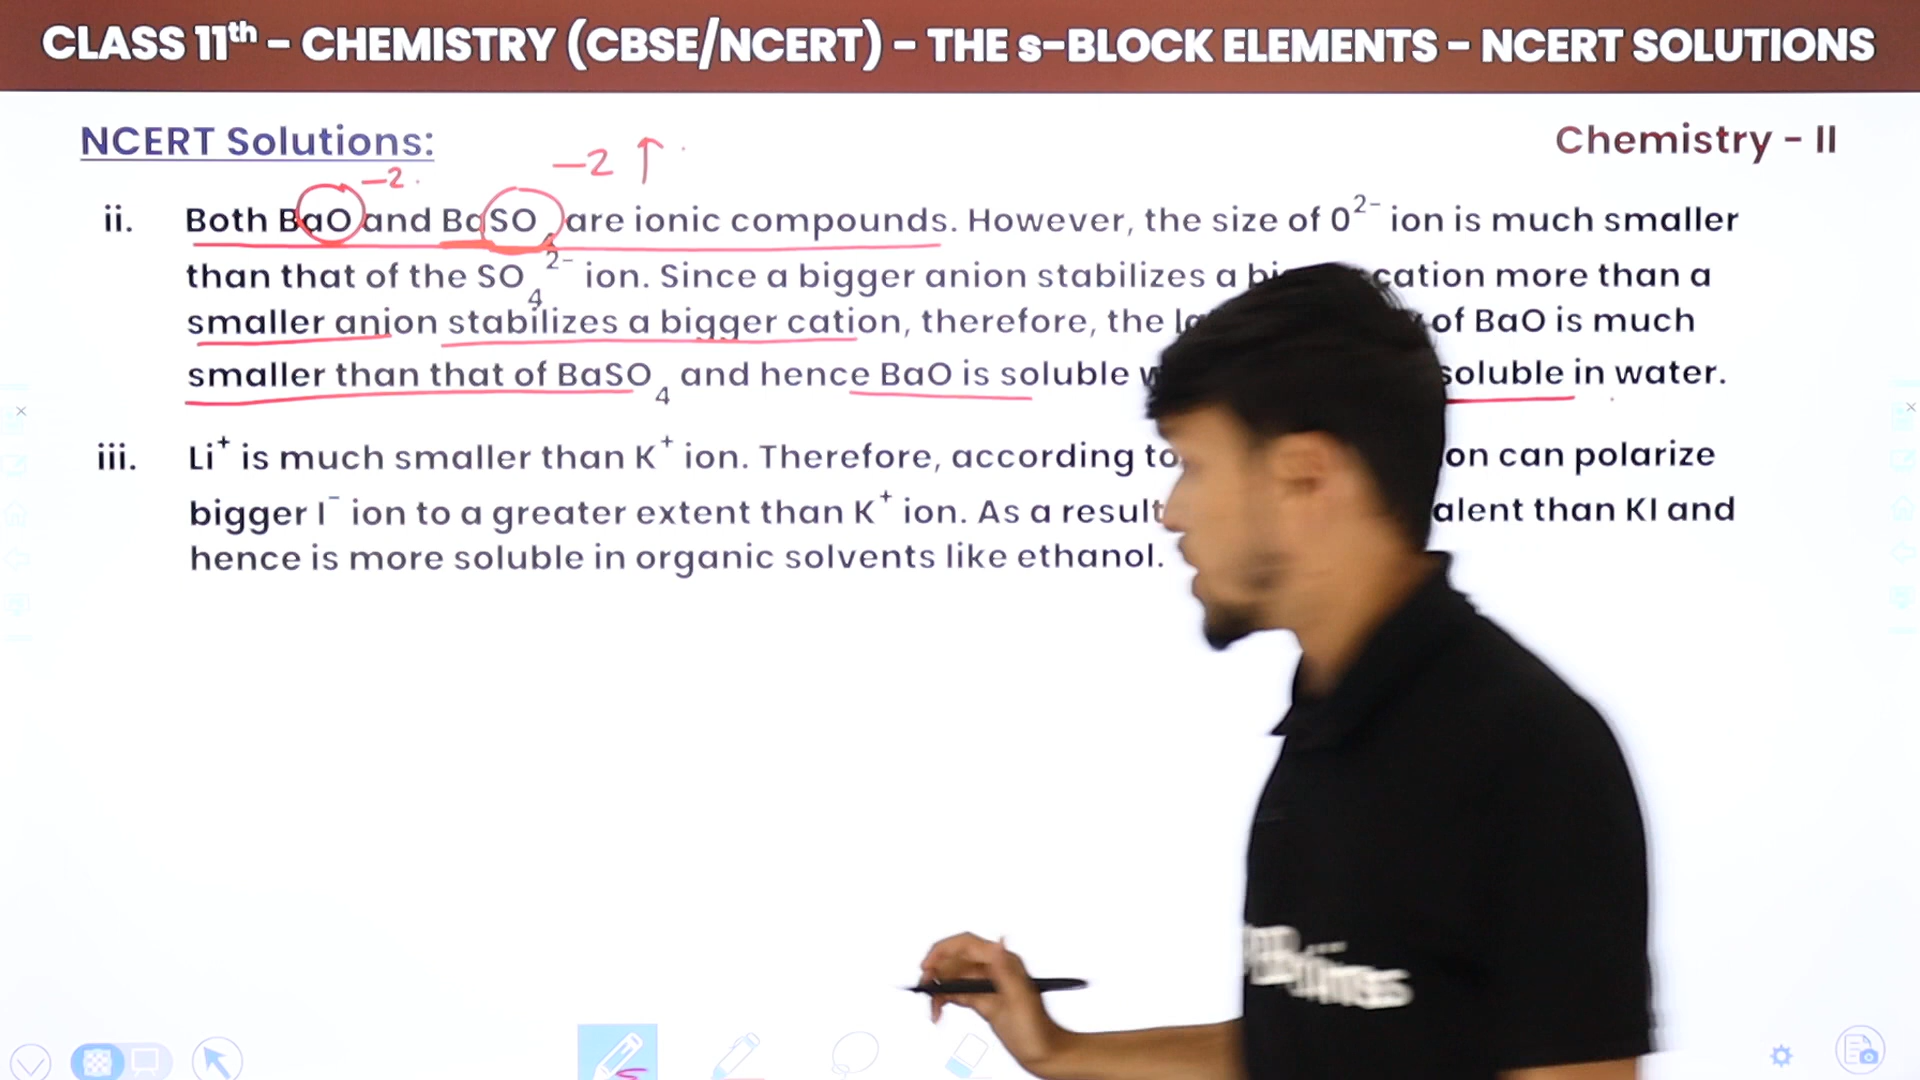 CLASS 11th - CHEMISTRY (CBSE/NCERT) - THE s-BLOCK ELEMENTS - NCERT SOLUTIONS
NCERT Solutions:
Chemistry - II
-2
-2 ↑
ii. Both BaO and BaSO4 are ionic compounds. However, the size of 0²⁻ ion is much smaller
than that of the SO4²⁻ ion. Since a bigger anion stabilizes a cation more than a
smaller anion stabilizes a bigger cation, therefore, the of BaO is much
smaller than that of BaSO4 and hence BaO is soluble soluble in water.
iii. Li⁺ is much smaller than K⁺ ion. Therefore, according to can polarize
bigger I⁻ ion to a greater extent than K⁺ ion. As a result than KI and
hence is more soluble in organic solvents like ethanol.